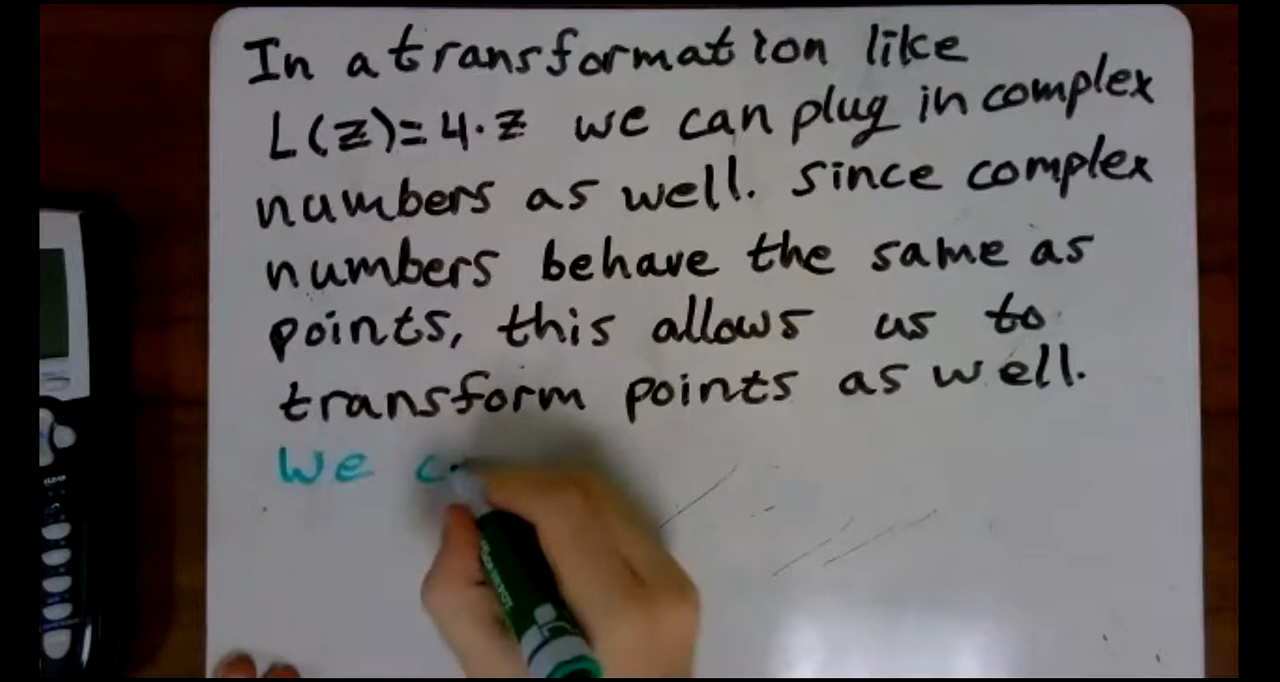 In a transformation like
L(z)=4·z we can plug in complex
numbers as well. Since complex
numbers behave the same as
points, this allows us to
transform points as well.
We
CLEAR